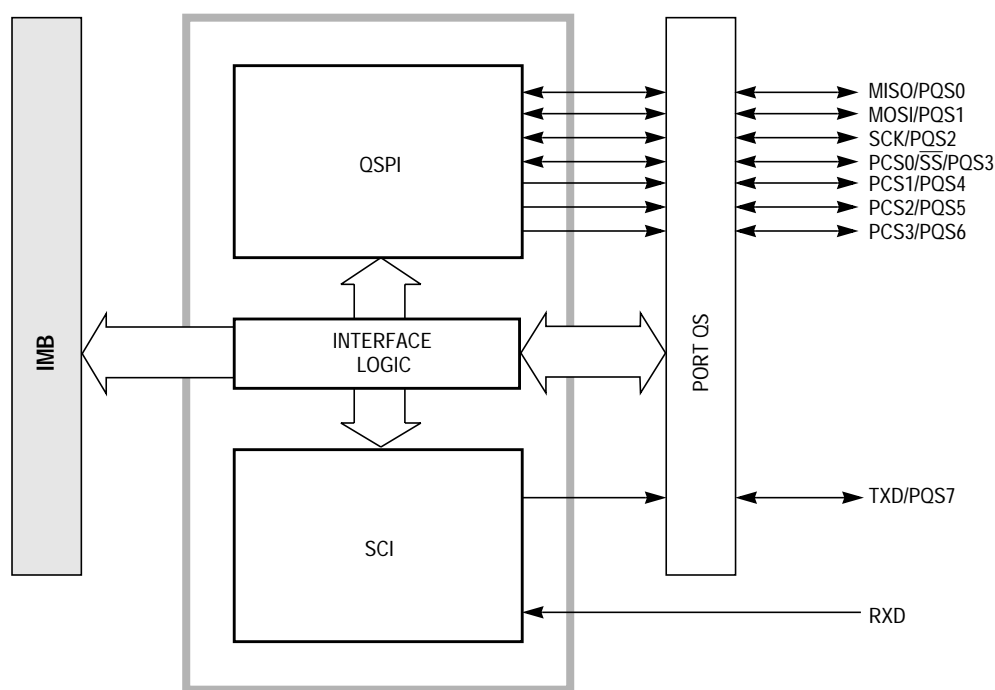 QSPI
MISO/PQS0
MOSI/PQS1
SCK/PQS2
PCS0/S̅S̅/PQS3
PCS1/PQS4
PCS2/PQS5
PCS3/PQS6
IMB
INTERFACE
LOGIC
PORT QS
SCI
TXD/PQS7
RXD